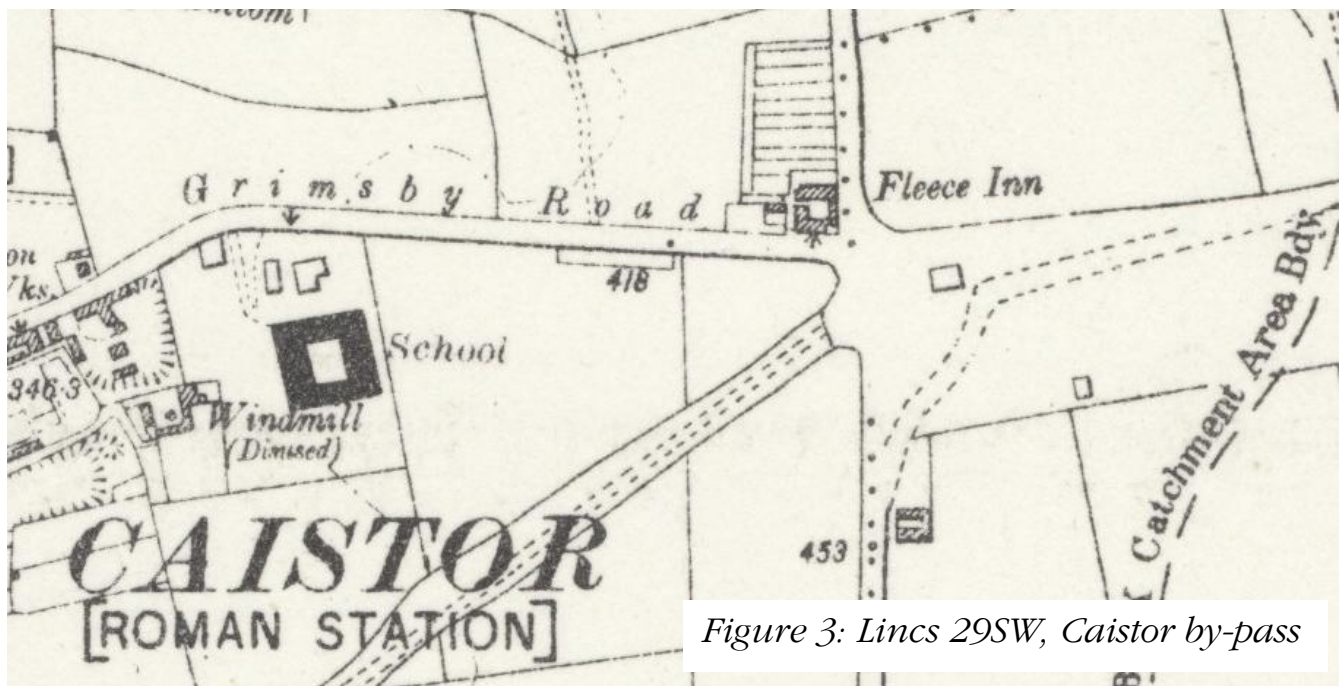 Grimsby Road
Fleece Inn
418
School
346·3
Windmill
(Disused)
Catchment Area Bdy
453
CAISTOR
[ROMAN STATION]
Figure 3: Lincs 29SW, Caistor by-pass